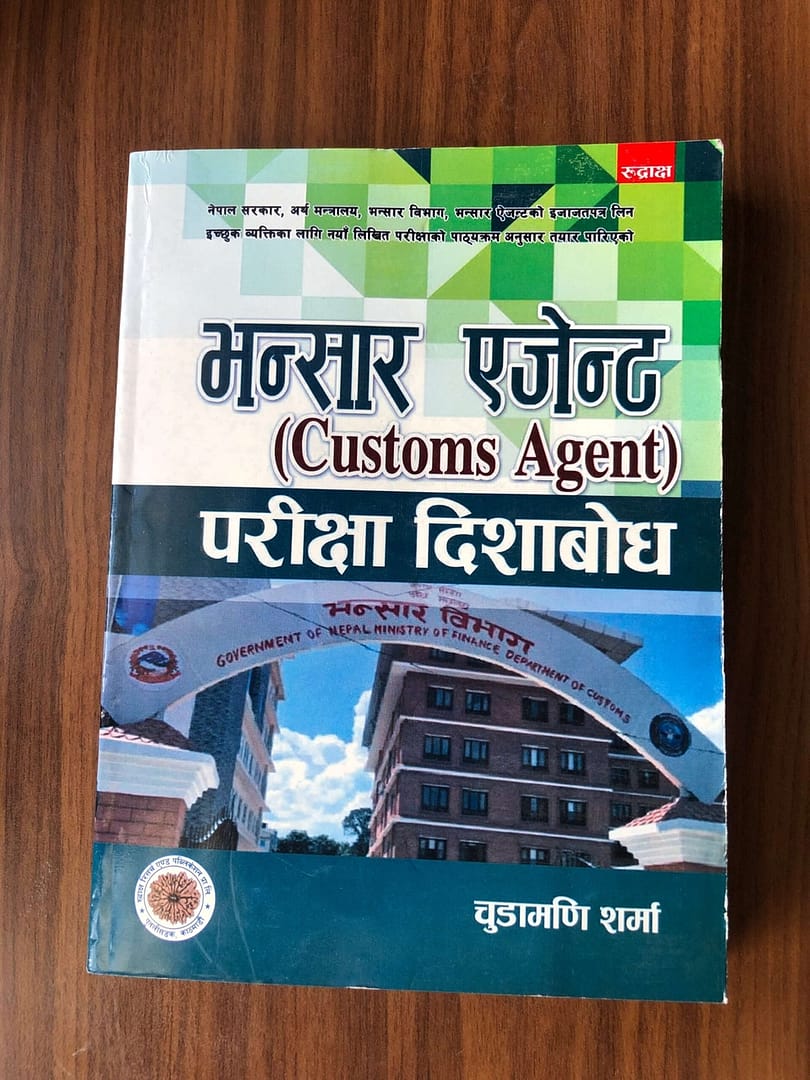 रुद्राक्ष
नेपाल सरकार, अर्थ मन्त्रालय, भन्सार विभाग, भन्सार ऐजन्टको इजाजतपत्र लिन
इच्छुक व्यक्तिका लागि नयाँ लिखित परीक्षाको पाठ्यक्रम अनुसार तयार पारिएको
भन्सार एजेन्ट
(Customs Agent)
परीक्षा दिशाबोध
भन्सार विभाग
GOVERNMENT OF NEPAL MINISTRY OF FINANCE DEPARTMENT OF CUSTOMS
चुडामणि शर्मा